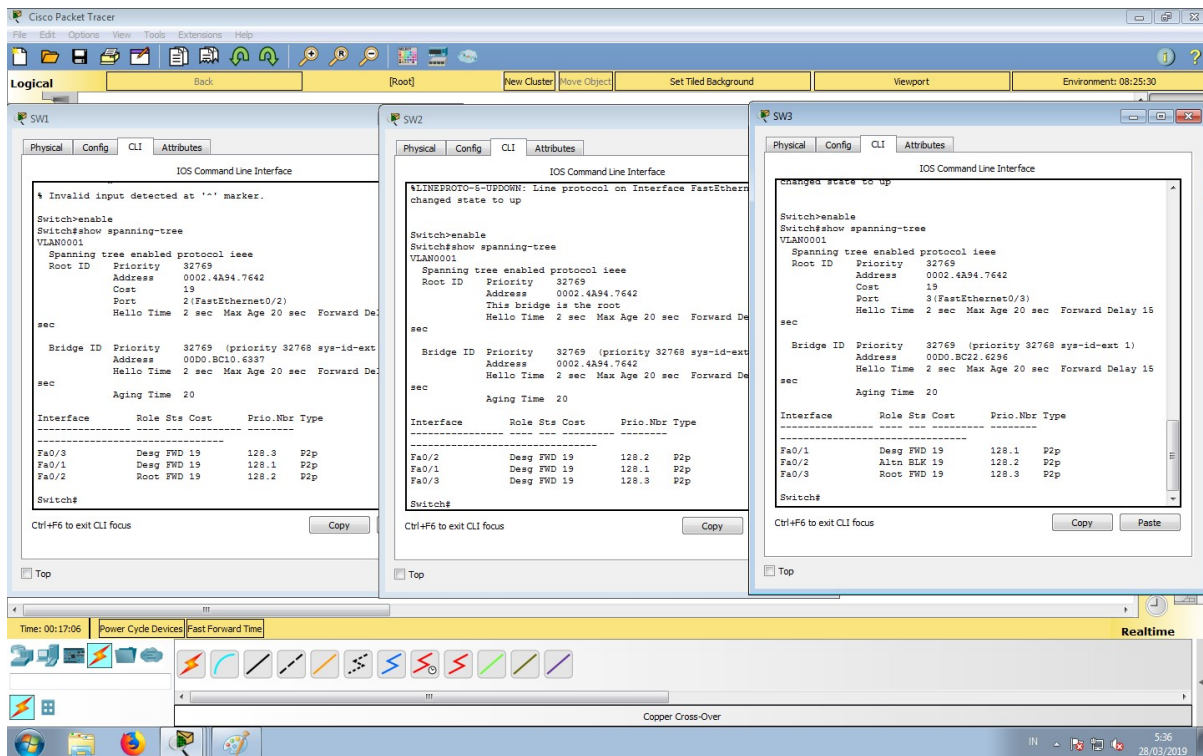 Cisco Packet Tracer
File Edit Options View Tools Extensions Help
Logical
Back
[Root]
New Cluster
Move Object
Set Tiled Background
Viewport
Environment: 08:25:30
SW1
Physical Config CLI Attributes
IOS Command Line Interface
% Invalid input detected at '^' marker.
Switch>enable
Switch#show spanning-tree
VLAN0001
Spanning tree enabled protocol ieee
Root ID Priority 32769
Address 0002.4A94.7642
Cost 19
Port 2(FastEthernet0/2)
Hello Time 2 sec Max Age 20 sec Forward Del
sec
Bridge ID Priority 32769 (priority 32768 sys-id-ext
Address 00D0.BC10.6337
Hello Time 2 sec Max Age 20 sec Forward Del
sec
Aging Time 20
Interface Role Sts Cost Prio.Nbr Type
---------------- ---- --- --------- --------
--------------------------------
Fa0/3 Desg FWD 19 128.3 P2p
Fa0/1 Desg FWD 19 128.1 P2p
Fa0/2 Root FWD 19 128.2 P2p
Switch#
Ctrl+F6 to exit CLI focus
Copy
Top
SW2
Physical Config CLI Attributes
IOS Command Line Interface
%LINEPROTO-5-UPDOWN: Line protocol on Interface FastEthern
changed state to up
Switch>enable
Switch#show spanning-tree
VLAN0001
Spanning tree enabled protocol ieee
Root ID Priority 32769
Address 0002.4A94.7642
This bridge is the root
Hello Time 2 sec Max Age 20 sec Forward De
sec
Bridge ID Priority 32769 (priority 32768 sys-id-ext
Address 0002.4A94.7642
Hello Time 2 sec Max Age 20 sec Forward De
sec
Aging Time 20
Interface Role Sts Cost Prio.Nbr Type
---------------- ---- --- --------- --------
--------------------------------
Fa0/2 Desg FWD 19 128.2 P2p
Fa0/1 Desg FWD 19 128.1 P2p
Fa0/3 Desg FWD 19 128.3 P2p
Switch#
Ctrl+F6 to exit CLI focus
Copy
Top
SW3
Physical Config CLI Attributes
IOS Command Line Interface
changed state to up
Switch>enable
Switch#show spanning-tree
VLAN0001
Spanning tree enabled protocol ieee
Root ID Priority 32769
Address 0002.4A94.7642
Cost 19
Port 3(FastEthernet0/3)
Hello Time 2 sec Max Age 20 sec Forward Delay 15
sec
Bridge ID Priority 32769 (priority 32768 sys-id-ext 1)
Address 00D0.BC22.6296
Hello Time 2 sec Max Age 20 sec Forward Delay 15
sec
Aging Time 20
Interface Role Sts Cost Prio.Nbr Type
---------------- ---- --- --------- --------
--------------------------------
Fa0/1 Desg FWD 19 128.1 P2p
Fa0/2 Altn BLK 19 128.2 P2p
Fa0/3 Root FWD 19 128.3 P2p
Switch#
Ctrl+F6 to exit CLI focus
Copy
Paste
Top
Time: 00:17:06
Power Cycle Devices
Fast Forward Time
Realtime
Copper Cross-Over
IN
5:36
28/03/2019